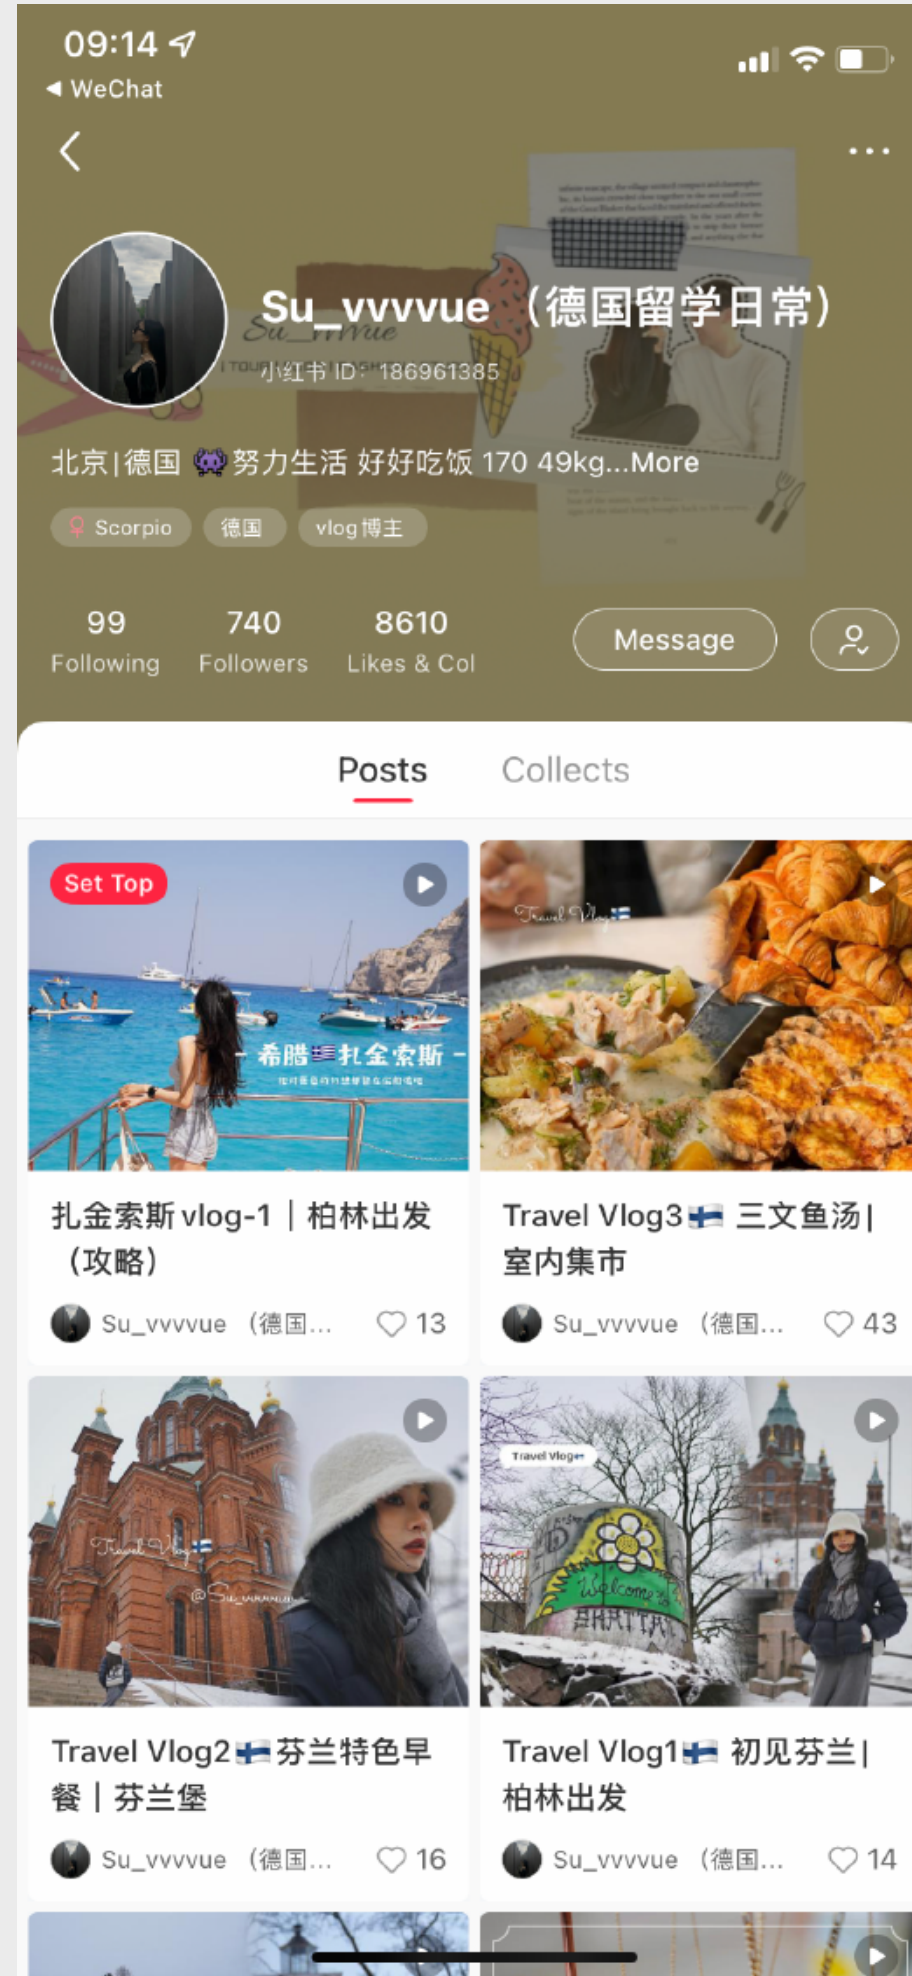 09:14
WeChat
Su_vvvvue （德国留学日常）
小红书 ID：186961385
北京|德国 👾努力生活 好好吃饭 170 49kg...More
♀ Scorpio
德国
vlog博主
99
Following
740
Followers
8610
Likes & Col
Message
Posts
Collects
Set Top
- 希腊🇬🇷扎金索斯 -
Travel Vlog🇫🇮
扎金索斯vlog-1｜柏林出发
（攻略）
Su_vvvvue （德国...
13
Travel Vlog3🇫🇮 三文鱼汤|
室内集市
Su_vvvvue （德国...
43
Travel Vlog🇫🇮
@Su_vvvvue
Travel Vlog🇫🇮
Welcome to
Travel Vlog2🇫🇮芬兰特色早
餐｜芬兰堡
Su_vvvvue （德国...
16
Travel Vlog1🇫🇮 初见芬兰|
柏林出发
Su_vvvvue （德国...
14